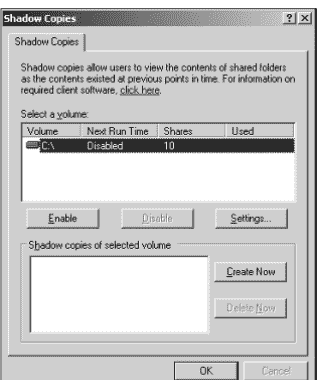 Shadow Copies
Shadow Copies
Shadow copies allow users to view the contents of shared folders
as the contents existed at previous points in time. For information on
required client software, click here.
Select a volume:
Volume Next Run Time Shares Used
C:\ Disabled 10
Enable Disable Settings...
Shadow copies of selected volume
Create Now
Delete Now
OK Cancel